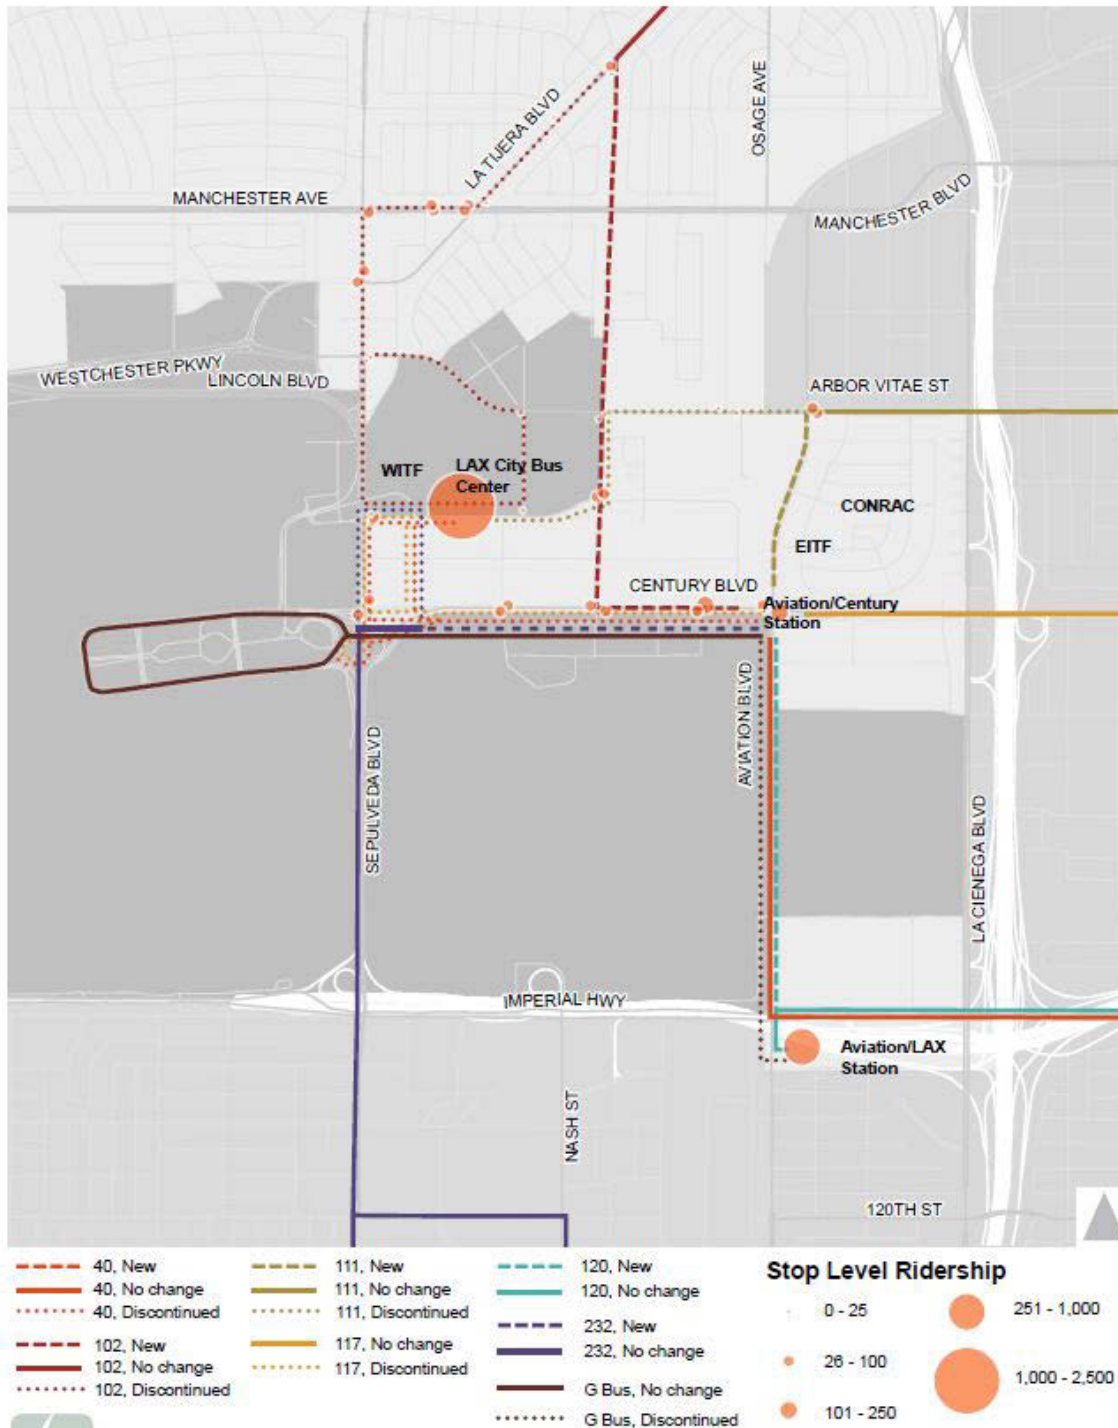 LA TIJERA BLVD
OSAGE AVE
MANCHESTER AVE
MANCHESTER BLVD
WESTCHESTER PKWY
LINCOLN BLVD
ARBOR VITAE ST
WITF
LAX City Bus
Center
CONRAC
EITF
CENTURY BLVD
Aviation/Century
Station
AVIATION BLVD
SEPULVEDA BLVD
LA CIENEGA BLVD
IMPERIAL HWY
Aviation/LAX
Station
NASH ST
120TH ST
40, New
40, No change
40, Discontinued
102, New
102, No change
102, Discontinued
111, New
111, No change
111, Discontinued
117, No change
117, Discontinued
120, New
120, No change
232, New
232, No change
G Bus, No change
G Bus, Discontinued
Stop Level Ridership
0 - 25
26 - 100
101 - 250
251 - 1,000
1,000 - 2,500